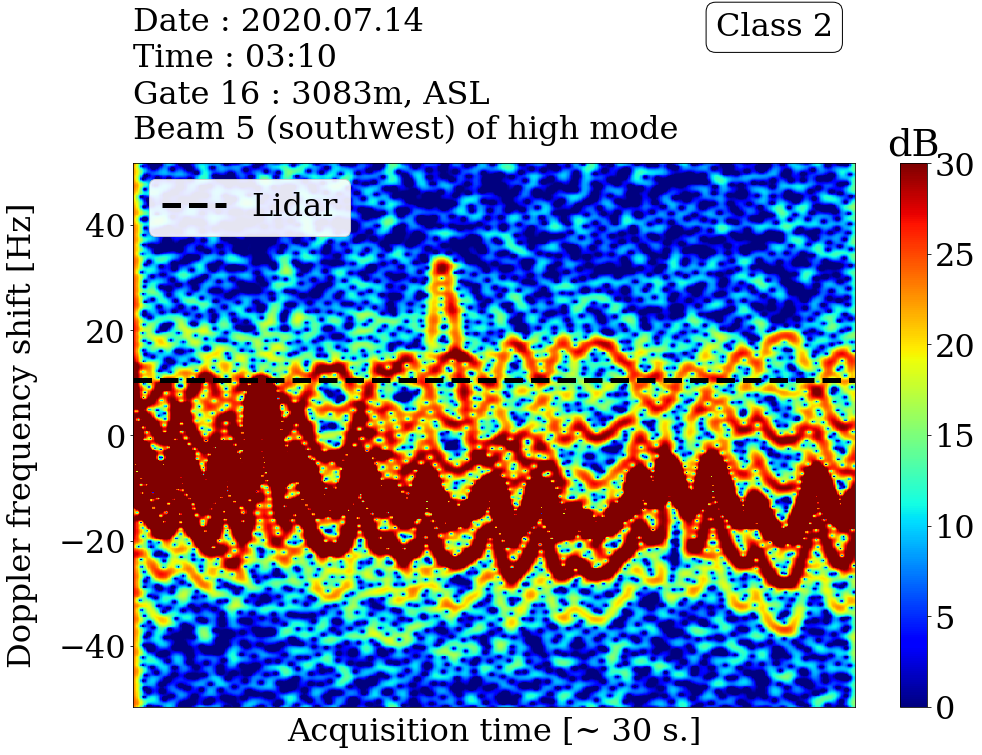 Date : 2020.07.14
Time : 03:10
Gate 16 : 3083m, ASL
Beam 5 (southwest) of high mode
Class 2
dB
Lidar
Doppler frequency shift [Hz]
40
20
0
−20
−40
Acquisition time [~ 30 s.]
30
25
20
15
10
5
0